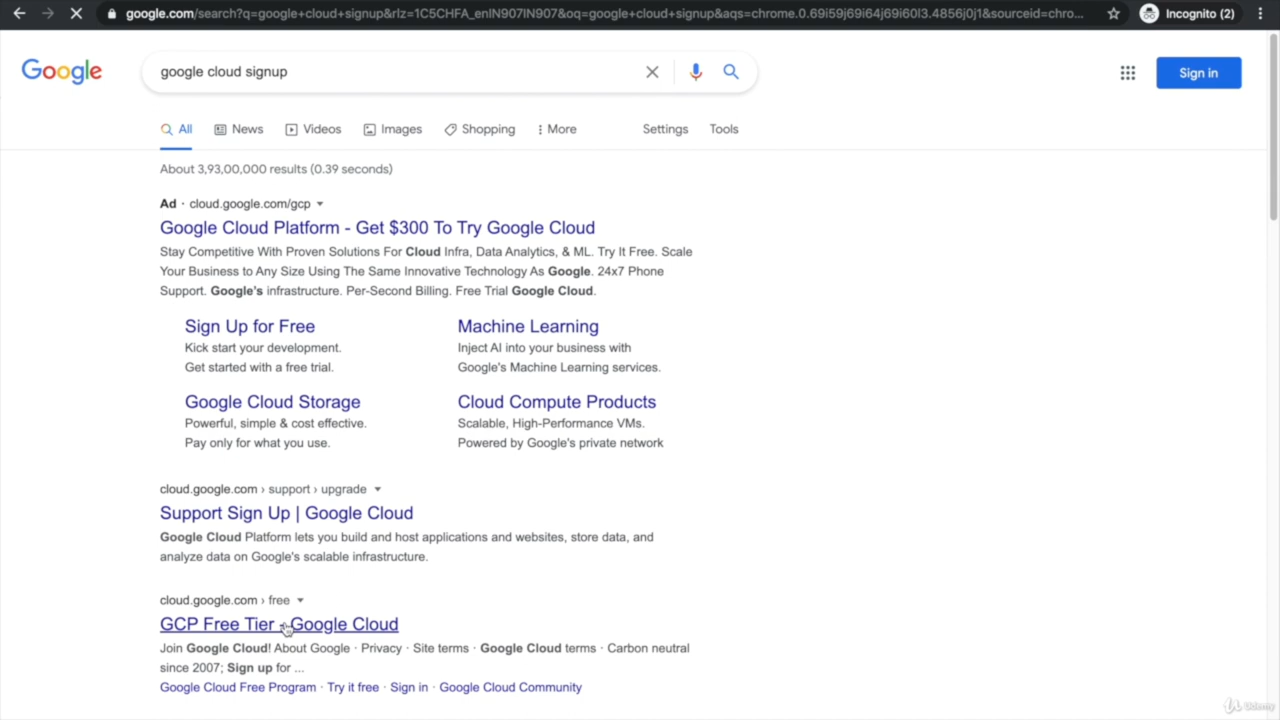 google.com/search?q=google+cloud+signup&rlz=1C5CHFA_enIN907IN907&oq=google+cloud+signup&aqs=chrome.0.69i59j69i64j69i60l3.4856j0j1&sourceid=chro...
Incognito (2)
Google
google cloud signup
Sign in
All
News
Videos
Images
Shopping
More
Settings
Tools
About 3,93,00,000 results (0.39 seconds)
Ad · cloud.google.com/gcp
Google Cloud Platform - Get $300 To Try Google Cloud
Stay Competitive With Proven Solutions For Cloud Infra, Data Analytics, & ML. Try It Free. Scale
Your Business to Any Size Using The Same Innovative Technology As Google. 24x7 Phone
Support. Google's infrastructure. Per-Second Billing. Free Trial Google Cloud.
Sign Up for Free
Kick start your development.
Get started with a free trial.
Machine Learning
Inject AI into your business with
Google's Machine Learning services.
Google Cloud Storage
Powerful, simple & cost effective.
Pay only for what you use.
Cloud Compute Products
Scalable, High-Performance VMs.
Powered by Google's private network
cloud.google.com › support › upgrade
Support Sign Up | Google Cloud
Google Cloud Platform lets you build and host applications and websites, store data, and
analyze data on Google's scalable infrastructure.
cloud.google.com › free
GCP Free Tier - Google Cloud
Join Google Cloud! About Google · Privacy · Site terms · Google Cloud terms · Carbon neutral
since 2007; Sign up for ...
Google Cloud Free Program · Try it free · Sign in · Google Cloud Community
Udemy